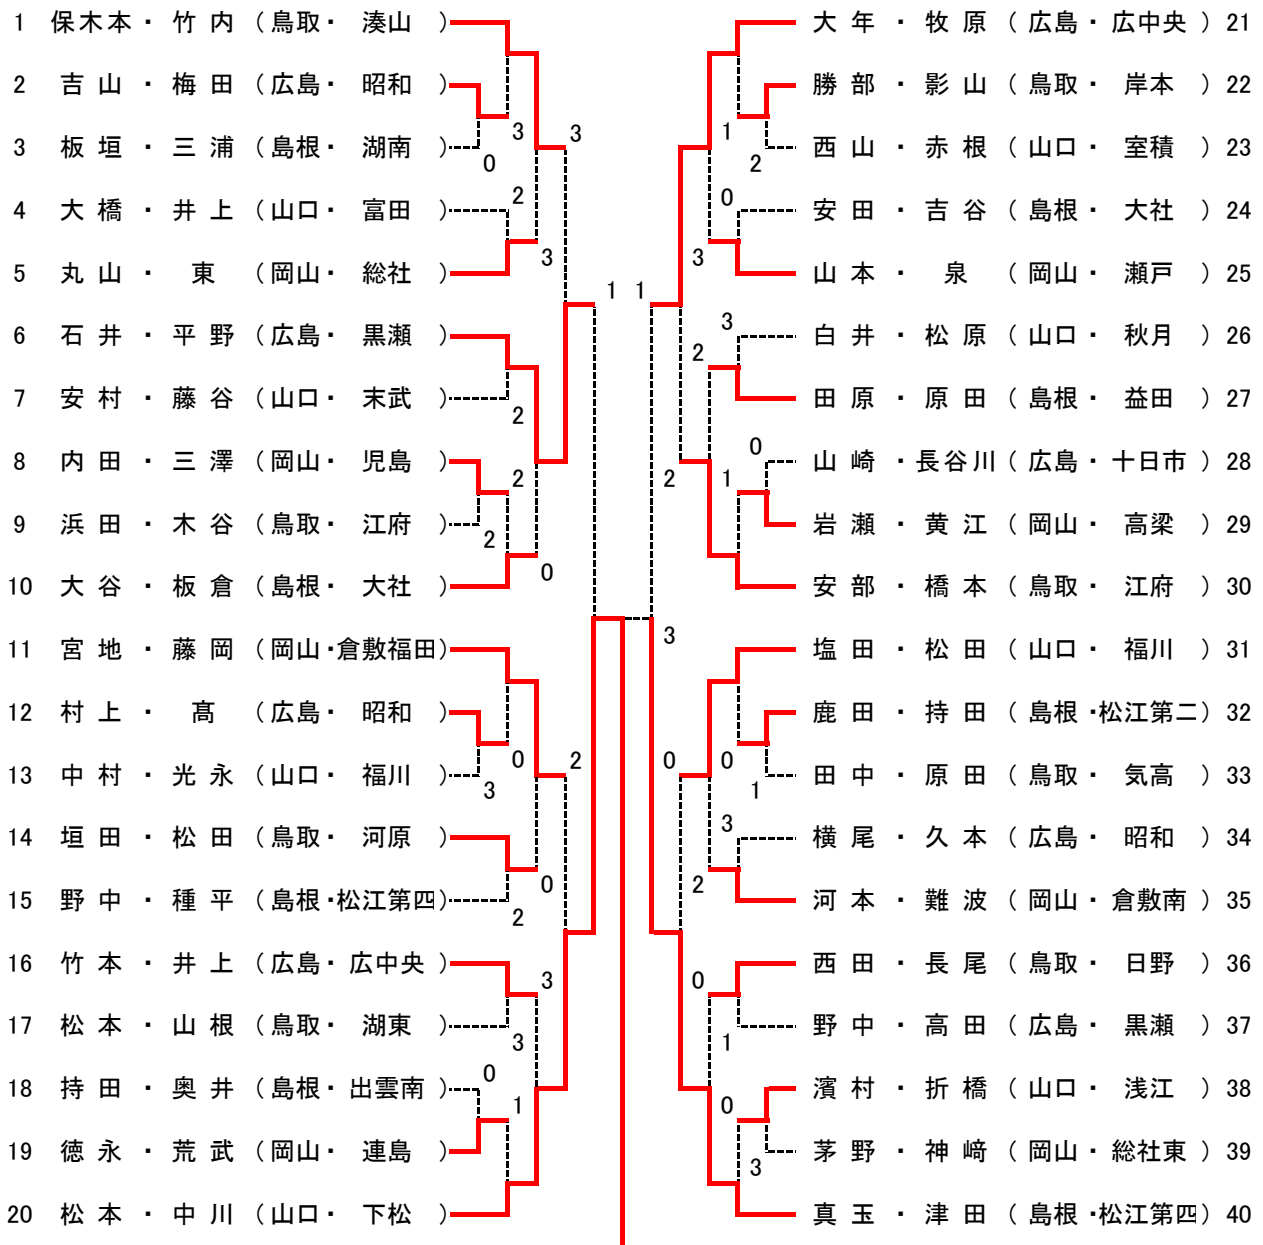 1 保木本・竹内（鳥取・湊山）
2 吉山・梅田（広島・昭和）
3 板垣・三浦（島根・湖南）
4 大橋・井上（山口・富田）
5 丸山・東（岡山・総社）
6 石井・平野（広島・黒瀬）
7 安村・藤谷（山口・末武）
8 内田・三澤（岡山・児島）
9 浜田・木谷（鳥取・江府）
10 大谷・板倉（島根・大社）
11 宮地・藤岡（岡山・倉敷福田）
12 村上・髙（広島・昭和）
13 中村・光永（山口・福川）
14 垣田・松田（鳥取・河原）
15 野中・種平（島根・松江第四）
16 竹本・井上（広島・広中央）
17 松本・山根（鳥取・湖東）
18 持田・奥井（島根・出雲南）
19 徳永・荒武（岡山・連島）
20 松本・中川（山口・下松）
3
3
0
2
3
2
2
2
0
1
0
2
3
0
2
3
3
0
1
大年・牧原（広島・広中央）21
勝部・影山（鳥取・岸本）22
西山・赤根（山口・室積）23
安田・吉谷（島根・大社）24
山本・泉（岡山・瀬戸）25
白井・松原（山口・秋月）26
田原・原田（島根・益田）27
山崎・長谷川（広島・十日市）28
岩瀬・黄江（岡山・高梁）29
安部・橋本（鳥取・江府）30
塩田・松田（山口・福川）31
鹿田・持田（島根・松江第二）32
田中・原田（鳥取・気高）33
横尾・久本（広島・昭和）34
河本・難波（岡山・倉敷南）35
西田・長尾（鳥取・日野）36
野中・高田（広島・黒瀬）37
濱村・折橋（山口・浅江）38
茅野・神﨑（岡山・総社東）39
真玉・津田（島根・松江第四）40
1
2
0
3
1
3
2
0
2
1
3
0
0
1
3
2
0
1
0
3